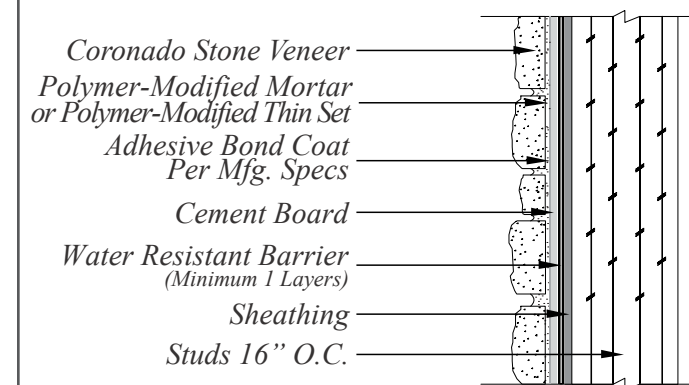 Coronado Stone Veneer
Polymer-Modified Mortar
or Polymer-Modified Thin Set
Adhesive Bond Coat
Per Mfg. Specs
Cement Board
Water Resistant Barrier
(Minimum 1 Layers)
Sheathing
Studs 16” O.C.